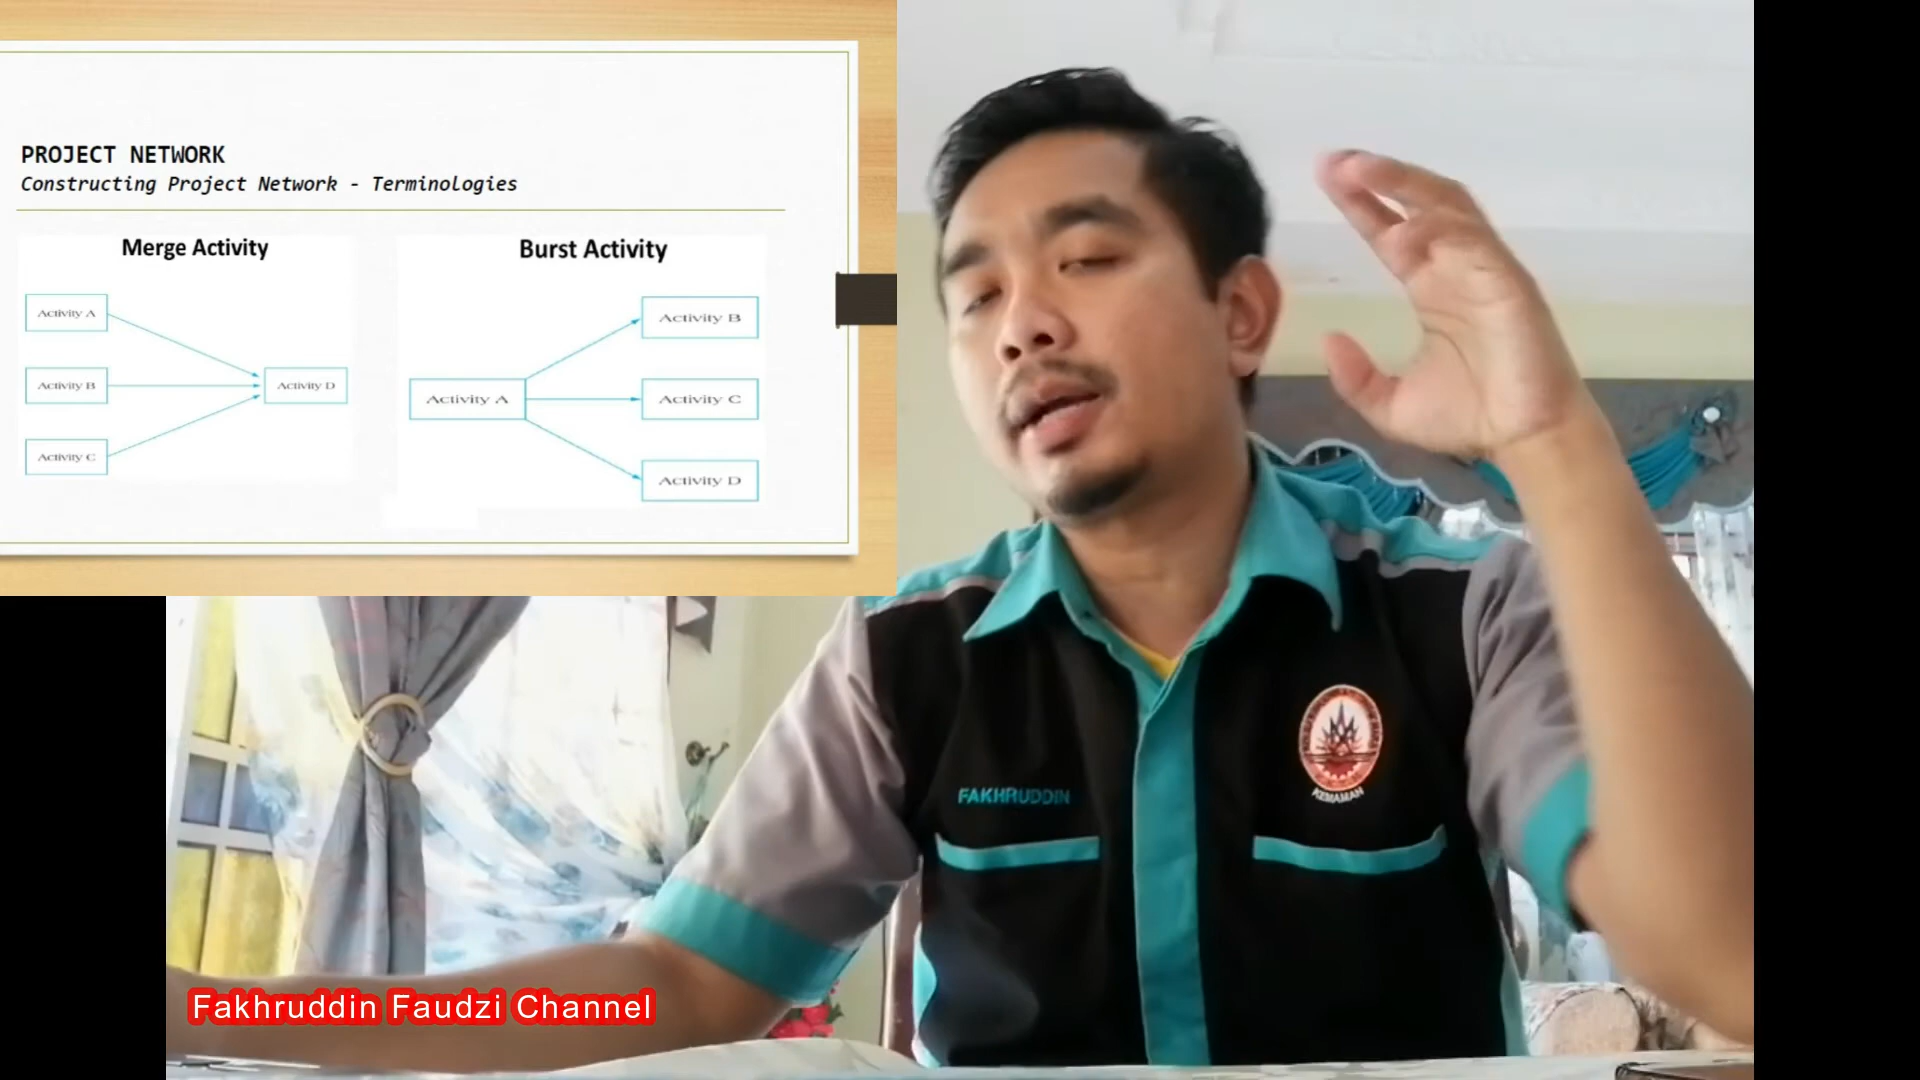 PROJECT NETWORK
Constructing Project Network - Terminologies
Merge Activity
Activity A
Activity B
Activity C
Activity D
Burst Activity
Activity A
Activity B
Activity C
Activity D
FAKHRUDDIN
KEMAMAN
Fakhruddin Faudzi Channel